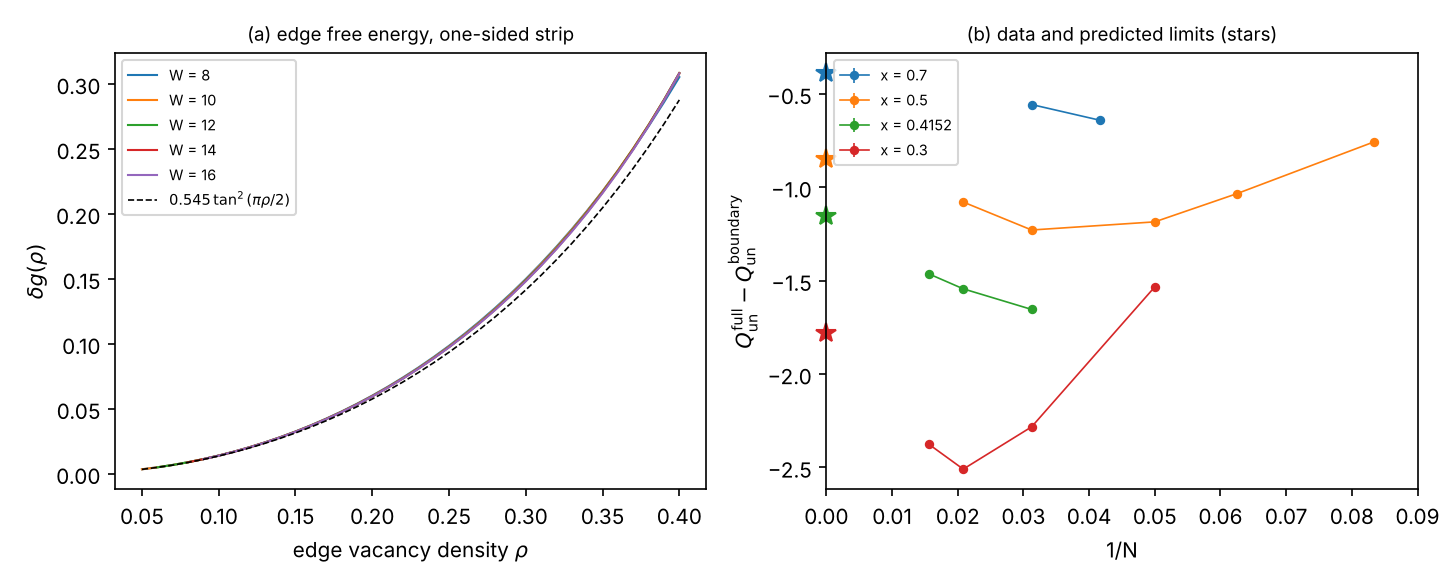 (a) edge free energy, one-sided strip
W = 8
W = 10
W = 12
W = 14
W = 16
0.545 tan² (πρ/2)
δg(ρ)
0.30
0.25
0.20
0.15
0.10
0.05
0.00
0.05 0.10 0.15 0.20 0.25 0.30 0.35 0.40
edge vacancy density ρ
(b) data and predicted limits (stars)
x = 0.7
x = 0.5
x = 0.4152
x = 0.3
Q_un^full − Q_un^boundary
−0.5
−1.0
−1.5
−2.0
−2.5
0.00 0.01 0.02 0.03 0.04 0.05 0.06 0.07 0.08 0.09
1/N